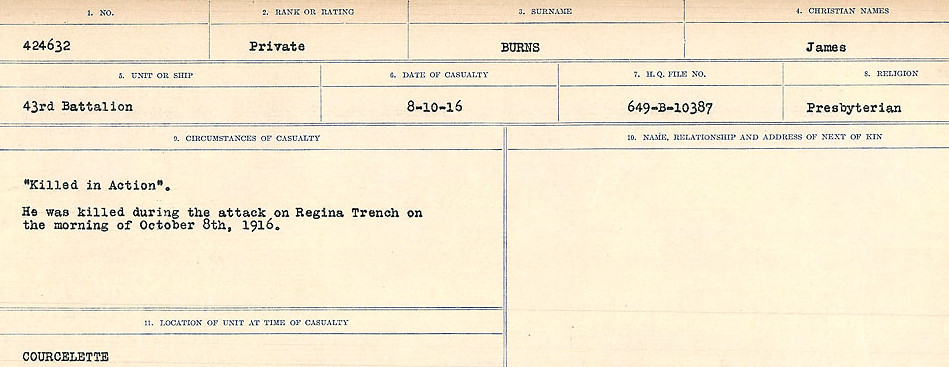 1. NO.
2. RANK OR RATING
3. SURNAME
4. CHRISTIAN NAMES
424632
Private
BURNS
James
5. UNIT OR SHIP
6. DATE OF CASUALTY
7. H.Q. FILE NO.
8. RELIGION
43rd Battalion
8-10-16
649-B-10387
Presbyterian
9. CIRCUMSTANCES OF CASUALTY
"Killed in Action".
He was killed during the attack on Regina Trench on
the morning of October 8th, 1916.
10. NAME, RELATIONSHIP AND ADDRESS OF NEXT OF KIN
11. LOCATION OF UNIT AT TIME OF CASUALTY
COURCELETTE